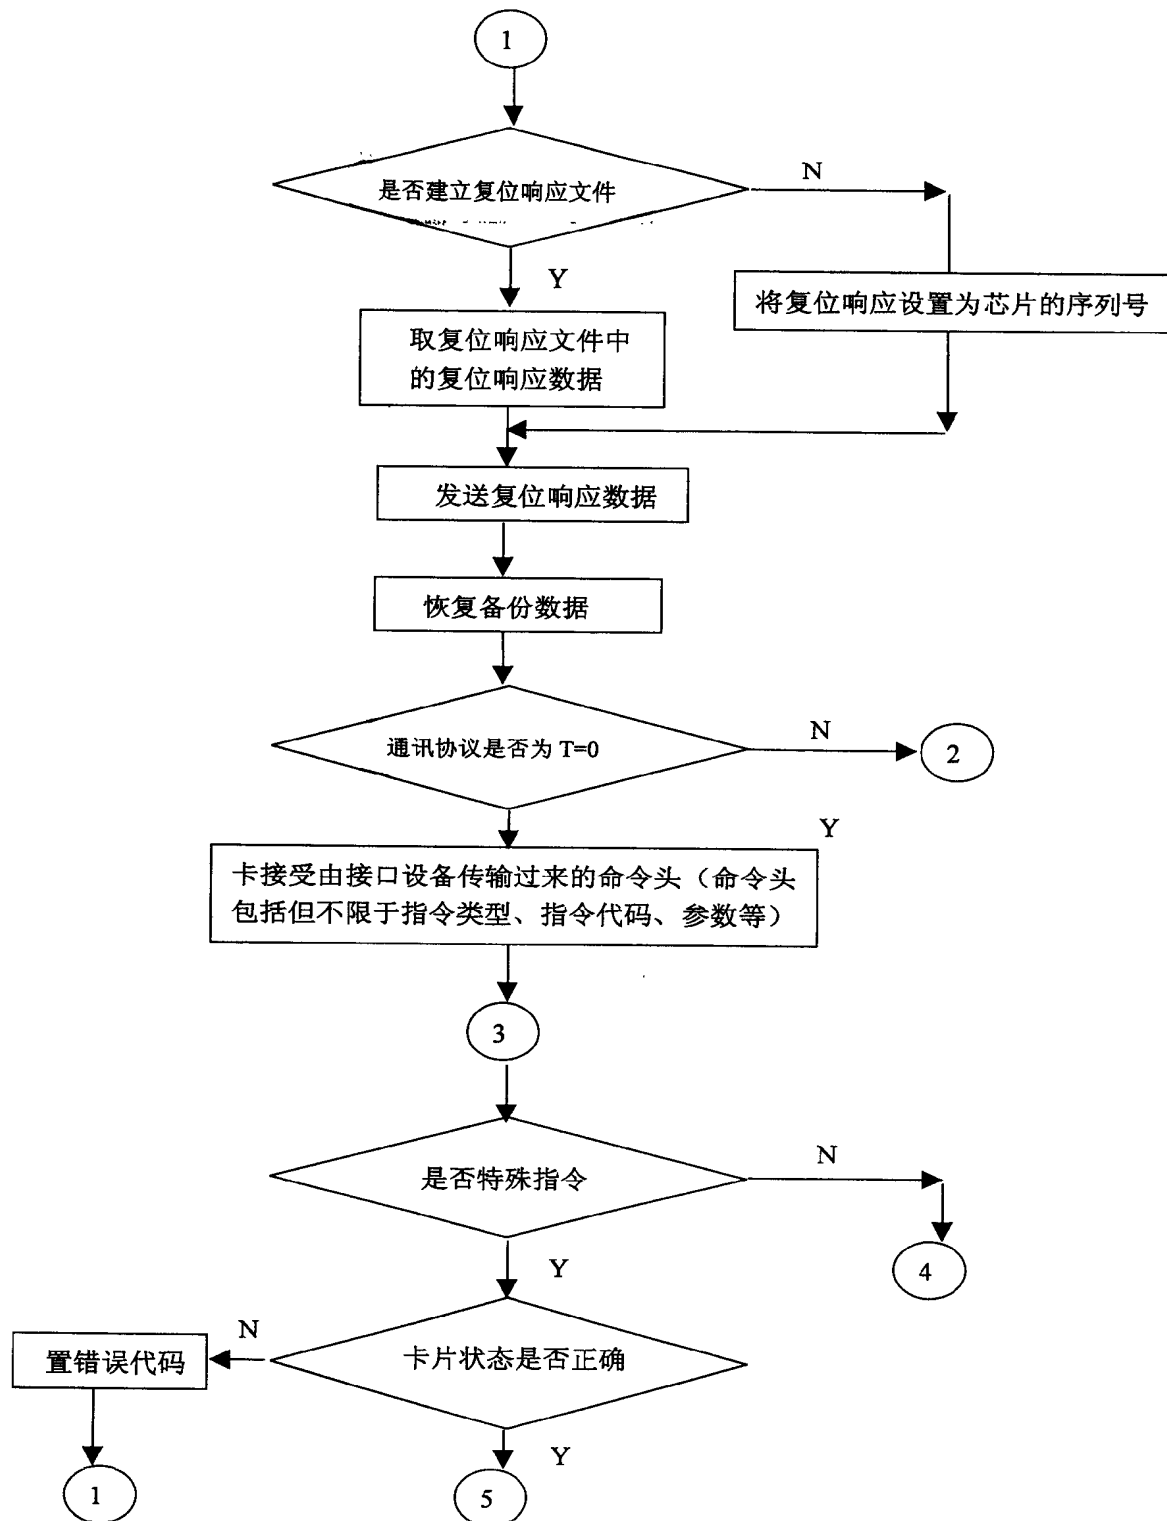 1
是否建立复位响应文件
N
Y
将复位响应设置为芯片的序列号
取复位响应文件中
的复位响应数据
发送复位响应数据
恢复备份数据
通讯协议是否为 T=0
N
2
Y
卡接受由接口设备传输过来的命令头（命令头
包括但不限于指令类型、指令代码、参数等）
3
是否特殊指令
N
4
Y
卡片状态是否正确
N
置错误代码
Y
1
5